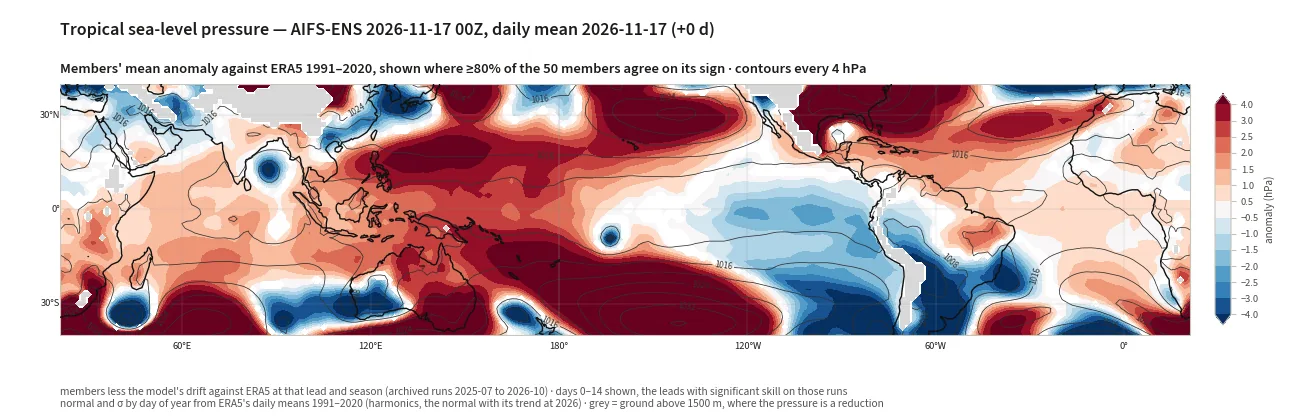 Tropical sea-level pressure — AIFS-ENS 2026-11-17 00Z, daily mean 2026-11-17 (+0 d)
Members' mean anomaly against ERA5 1991–2020, shown where ≥80% of the 50 members agree on its sign · contours every 4 hPa
30°N
0°
30°S
60°E
120°E
180°
120°W
60°W
0°
1016
1016
1016
1024
1016
1016
1016
1008
1016
1016
4.0
3.0
2.5
2.0
1.5
1.0
0.5
−0.5
−1.0
−1.5
−2.0
−2.5
−3.0
−4.0
anomaly (hPa)
members less the model's drift against ERA5 at that lead and season (archived runs 2025-07 to 2026-10) · days 0–14 shown, the leads with significant skill on those runs
normal and σ by day of year from ERA5's daily means 1991–2020 (harmonics, the normal with its trend at 2026) · grey = ground above 1500 m, where the pressure is a reduction